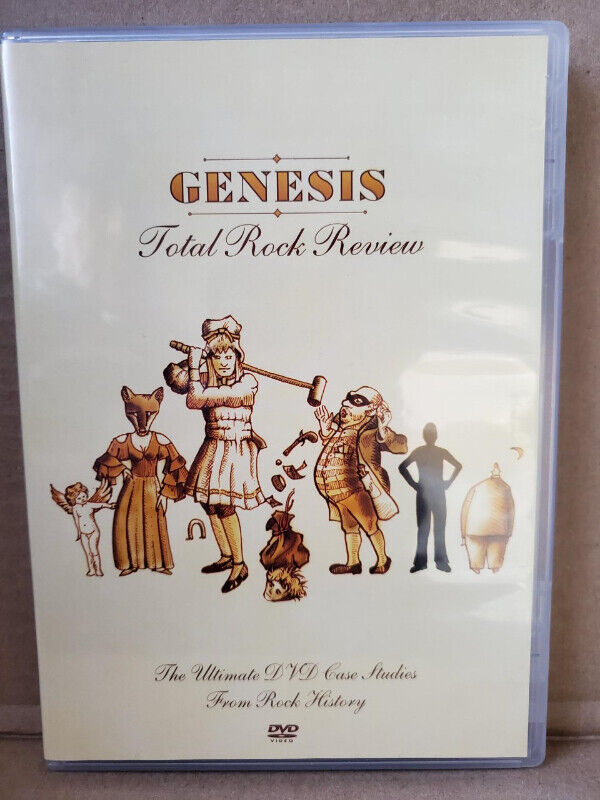 GENESIS
Total Rock Review
The Ultimate DVD Case Studies
From Rock History
DVD
VIDEO